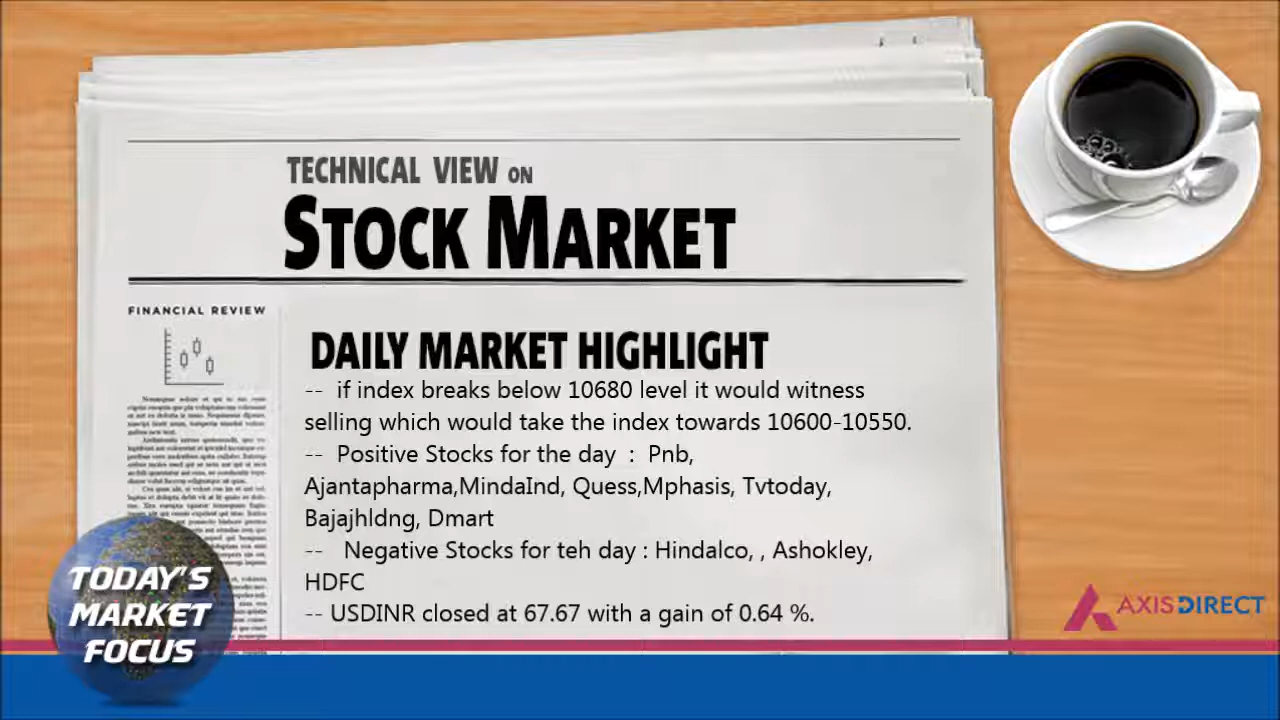 TECHNICAL VIEW ON
STOCK MARKET
FINANCIAL REVIEW
DAILY MARKET HIGHLIGHT
-- if index breaks below 10680 level it would witness
selling which would take the index towards 10600-10550.
-- Positive Stocks for the day : Pnb,
Ajantapharma,MindaInd, Quess,Mphasis, Tvtoday,
Bajajhldng, Dmart
-- Negative Stocks for teh day : Hindalco, , Ashokley,
HDFC
-- USDINR closed at 67.67 with a gain of 0.64 %.
TODAY'S
MARKET
FOCUS
AXISDIRECT